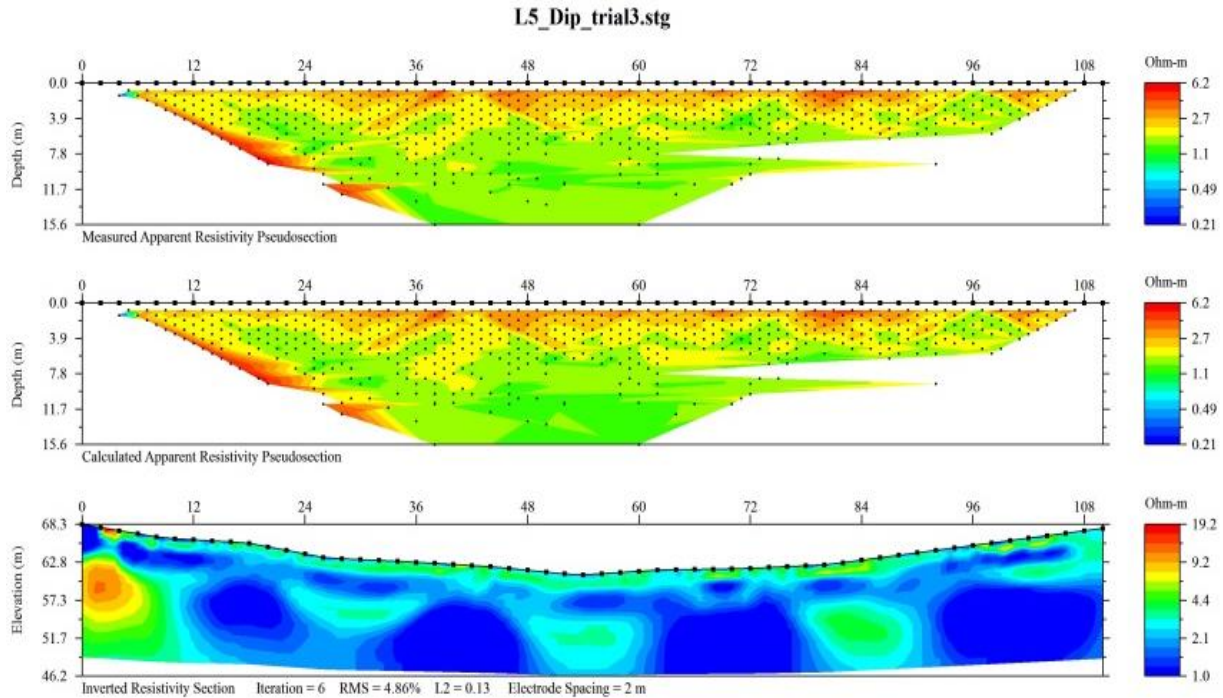 L5_Dip_trial3.stg
0 12 24 36 48 60 72 84 96 108 Ohm-m
0.0 6.2
3.9 2.7
7.8 1.1
11.7 0.49
15.6 0.21
Depth (m)
Measured Apparent Resistivity Pseudosection
0 12 24 36 48 60 72 84 96 108 Ohm-m
0.0 6.2
3.9 2.7
7.8 1.1
11.7 0.49
15.6 0.21
Depth (m)
Calculated Apparent Resistivity Pseudosection
0 12 24 36 48 60 72 84 96 108 Ohm-m
68.3 19.2
62.8 9.2
57.3 4.4
51.7 2.1
46.2 1.0
Elevation (m)
Inverted Resistivity Section Iteration = 6 RMS = 4.86% L2 = 0.13 Electrode Spacing = 2 m